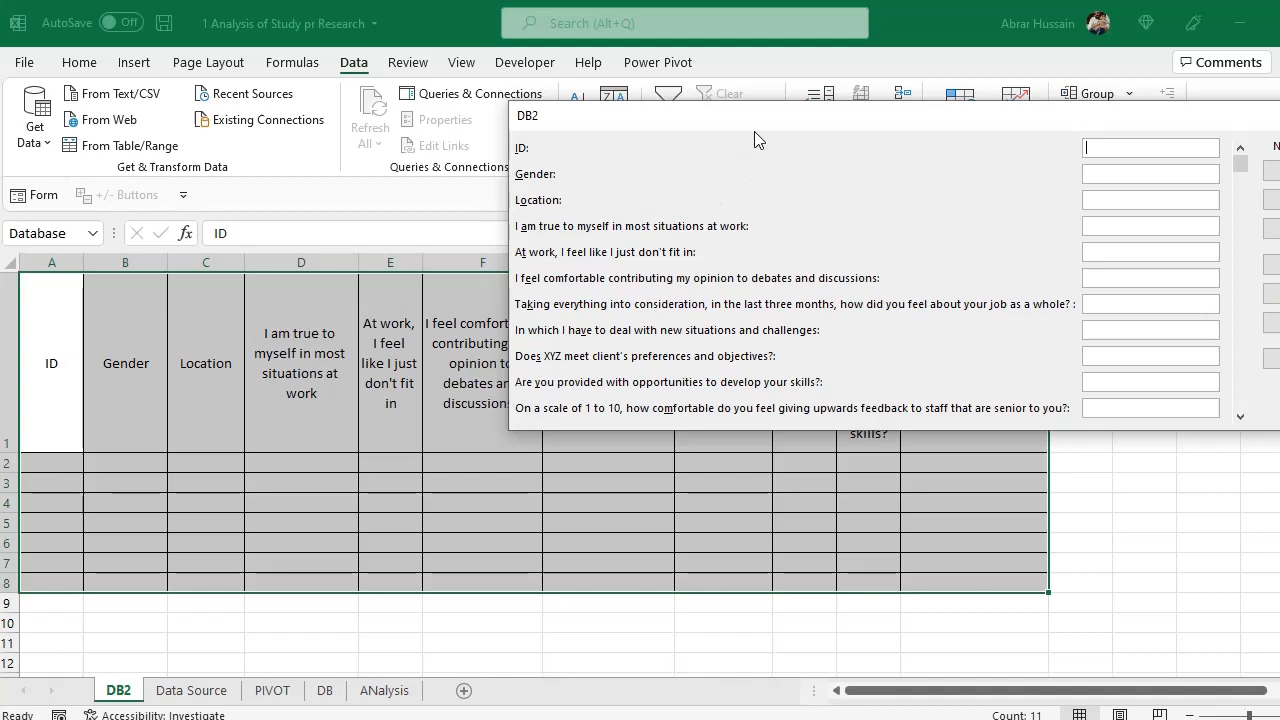 AutoSave Off 1 Analysis of Study pr Research Search (Alt+Q) Abrar Hussain
File Home Insert Page Layout Formulas Data Review View Developer Help Power Pivot Comments
Get Data
From Text/CSV
From Web
From Table/Range
Recent Sources
Existing Connections
Get & Transform Data
Refresh All
Queries & Connections
Properties
Edit Links
Queries & Connections
Clear
Group
Form +/- Buttons
Database ID
DB2
ID:
Gender:
Location:
I am true to myself in most situations at work:
At work, I feel like I just don't fit in:
I feel comfortable contributing my opinion to debates and discussions:
Taking everything into consideration, in the last three months, how did you feel about your job as a whole? :
In which I have to deal with new situations and challenges:
Does XYZ meet client's preferences and objectives?:
Are you provided with opportunities to develop your skills?:
On a scale of 1 to 10, how comfortable do you feel giving upwards feedback to staff that are senior to you?:
A B C D E F
ID
Gender
Location
I am true to
myself in most
situations at
work
At work,
I feel
like I just
don't fit
in
I feel comfort
contributing
opinion to
debates an
discussions
skills?
1
2
3
4
5
6
7
8
9
10
11
12
DB2 Data Source PIVOT DB ANalysis
Ready Accessibility: Investigate Count: 11